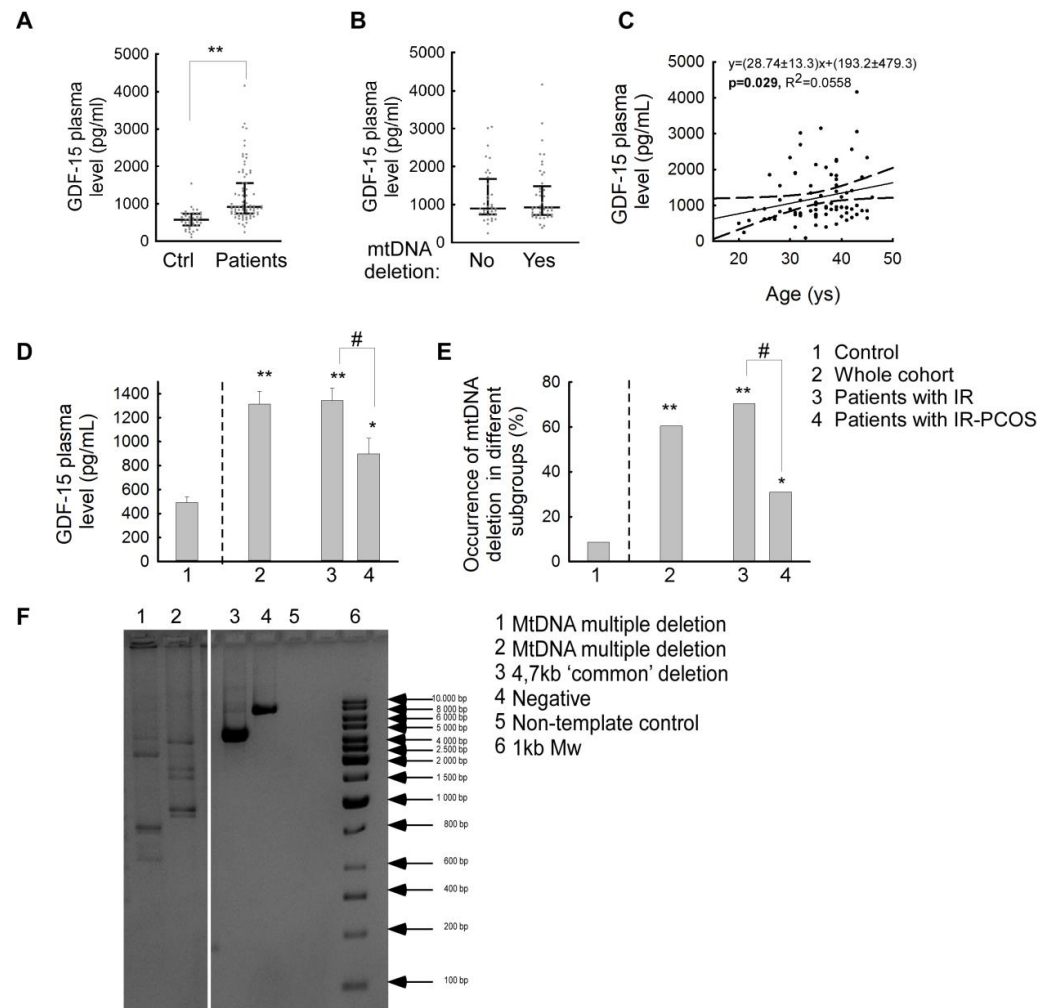 A
**
GDF-15 plasma
level (pg/ml)
5000
4000
3000
2000
1000
0
Ctrl Patients
B
GDF-15 plasma
level (pg/ml)
5000
4000
3000
2000
1000
0
mtDNA
deletion: No Yes
C
y=(28.74±13.3)x+(193.2±479.3)
p=0.029, R2=0.0558
GDF-15 plasma
level (pg/mL)
5000
4000
3000
2000
1000
0
20 30 40 50
Age (ys)
D
#
** ** *
GDF-15 plasma
level (pg/mL)
1400
1200
1000
800
600
400
200
0
1 2 3 4
E
#
** ** *
Occurrence of mtDNA
deletion in different
subgroups (%)
80
60
40
20
0
1 2 3 4
1 Control
2 Whole cohort
3 Patients with IR
4 Patients with IR-PCOS
F
1 2 3 4 5 6
10 000 bp
8 000 bp
6 000 bp
5 000 bp
4 000 bp
2 500 bp
2 000 bp
1 500 bp
1 000 bp
800 bp
600 bp
400 bp
200 bp
100 bp
1 MtDNA multiple deletion
2 MtDNA multiple deletion
3 4,7kb ‘common’ deletion
4 Negative
5 Non-template control
6 1kb Mw